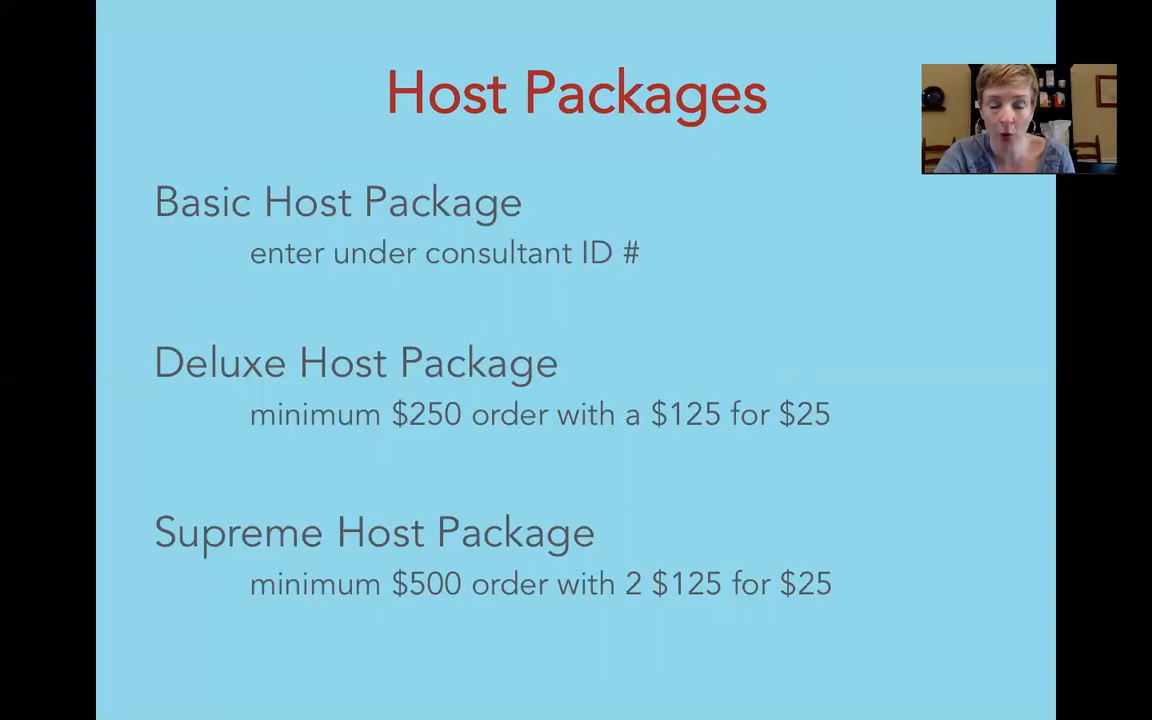 Host Packages
Basic Host Package
enter under consultant ID #
Deluxe Host Package
minimum $250 order with a $125 for $25
Supreme Host Package
minimum $500 order with 2 $125 for $25